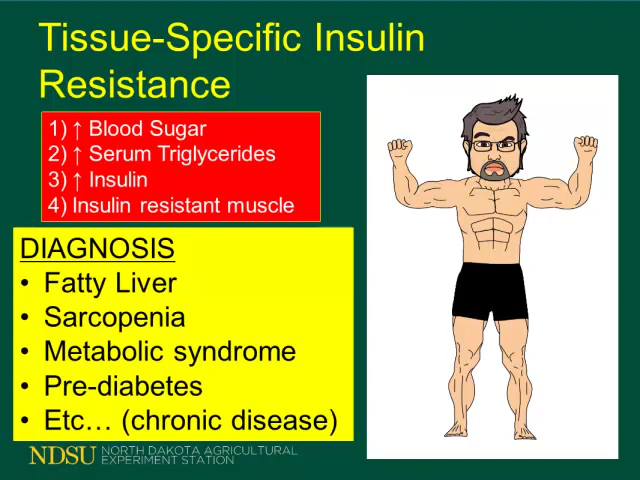 Tissue-Specific Insulin
Resistance
1) ↑ Blood Sugar
2) ↑ Serum Triglycerides
3) ↑ Insulin
4) Insulin resistant muscle
DIAGNOSIS
• Fatty Liver
• Sarcopenia
• Metabolic syndrome
• Pre-diabetes
• Etc… (chronic disease)
NDSU NORTH DAKOTA AGRICULTURAL
EXPERIMENT STATION